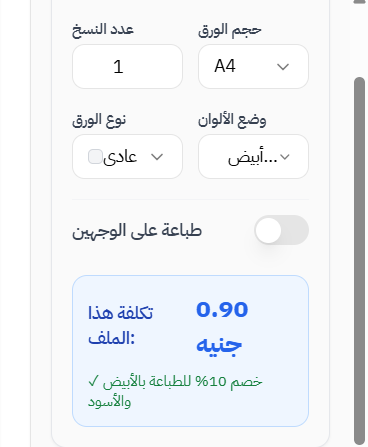 حجم الورق
عدد النسخ
A4
1
وضع الألوان
نوع الورق
أبيض...
عادي
طباعة على الوجهين
تكلفة هذا
الملف:
0.90
جنيه
✓ خصم 10% للطباعة بالأبيض
والأسود